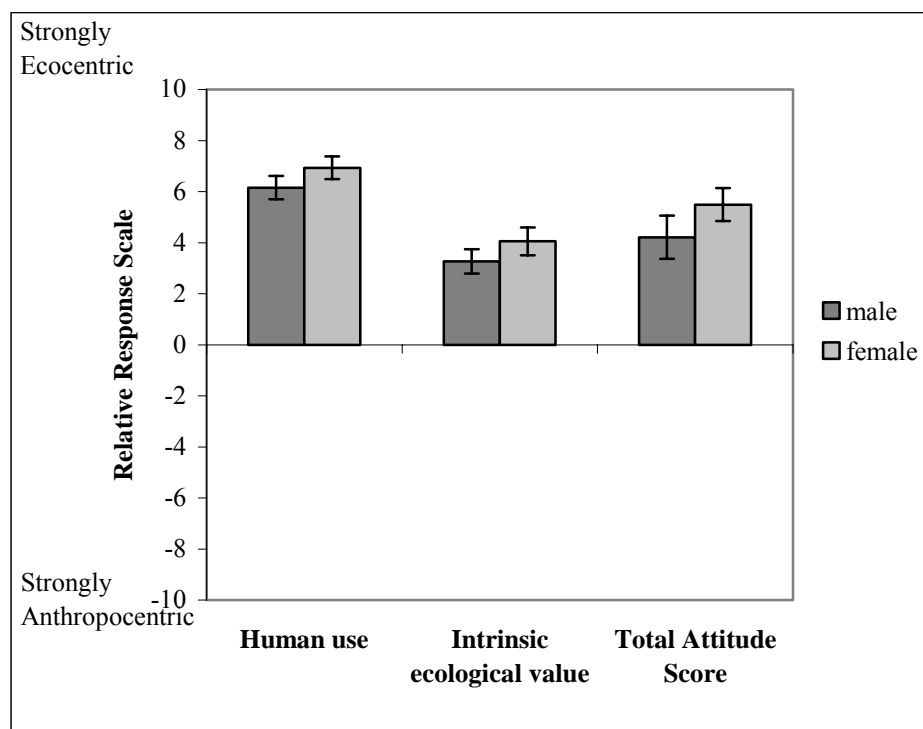 Strongly
Ecocentric
10
8
6
4
2
0
-2
-4
-6
-8
-10
Relative Response Scale
Strongly
Anthropocentric
Human use
Intrinsic
ecological value
Total Attitude
Score
male
female